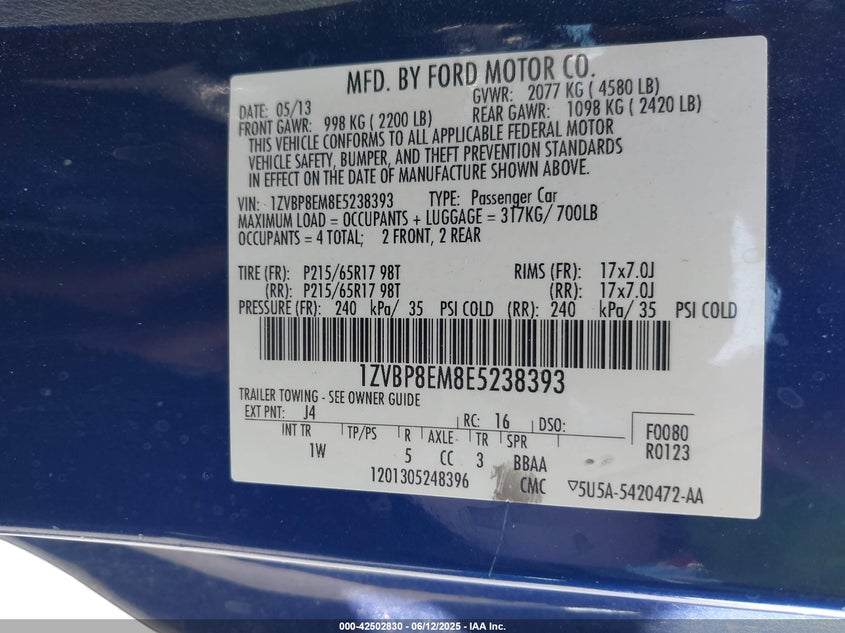 MFD. BY FORD MOTOR CO.
DATE: 05/13 GVWR: 2077 KG ( 4580 LB)
FRONT GAWR: 998 KG ( 2200 LB) REAR GAWR: 1098 KG ( 2420 LB)
THIS VEHICLE CONFORMS TO ALL APPLICABLE FEDERAL MOTOR
VEHICLE SAFETY, BUMPER, AND THEFT PREVENTION STANDARDS
IN EFFECT ON THE DATE OF MANUFACTURE SHOWN ABOVE.
VIN: 1ZVBP8EM8E5238393 TYPE: Passenger Car
MAXIMUM LOAD = OCCUPANTS + LUGGAGE = 317KG/ 700LB
OCCUPANTS = 4 TOTAL; 2 FRONT, 2 REAR
TIRE (FR): P215/65R17 98T RIMS (FR): 17x7.0J
(RR): P215/65R17 98T (RR): 17x7.0J
PRESSURE (FR): 240 kPa/ 35 PSI COLD (RR): 240 kPa/ 35 PSI COLD
1ZVBP8EM8E5238393
TRAILER TOWING - SEE OWNER GUIDE
EXT PNT: J4 RC: 16 DSO: F0080
INT TR TP/PS R AXLE TR SPR R0123
1W 5 CC 3 BBAA
1201305248396 CMC ▽5U5A-5420472-AA
000-42502830 - 06/12/2025 - IAA Inc.